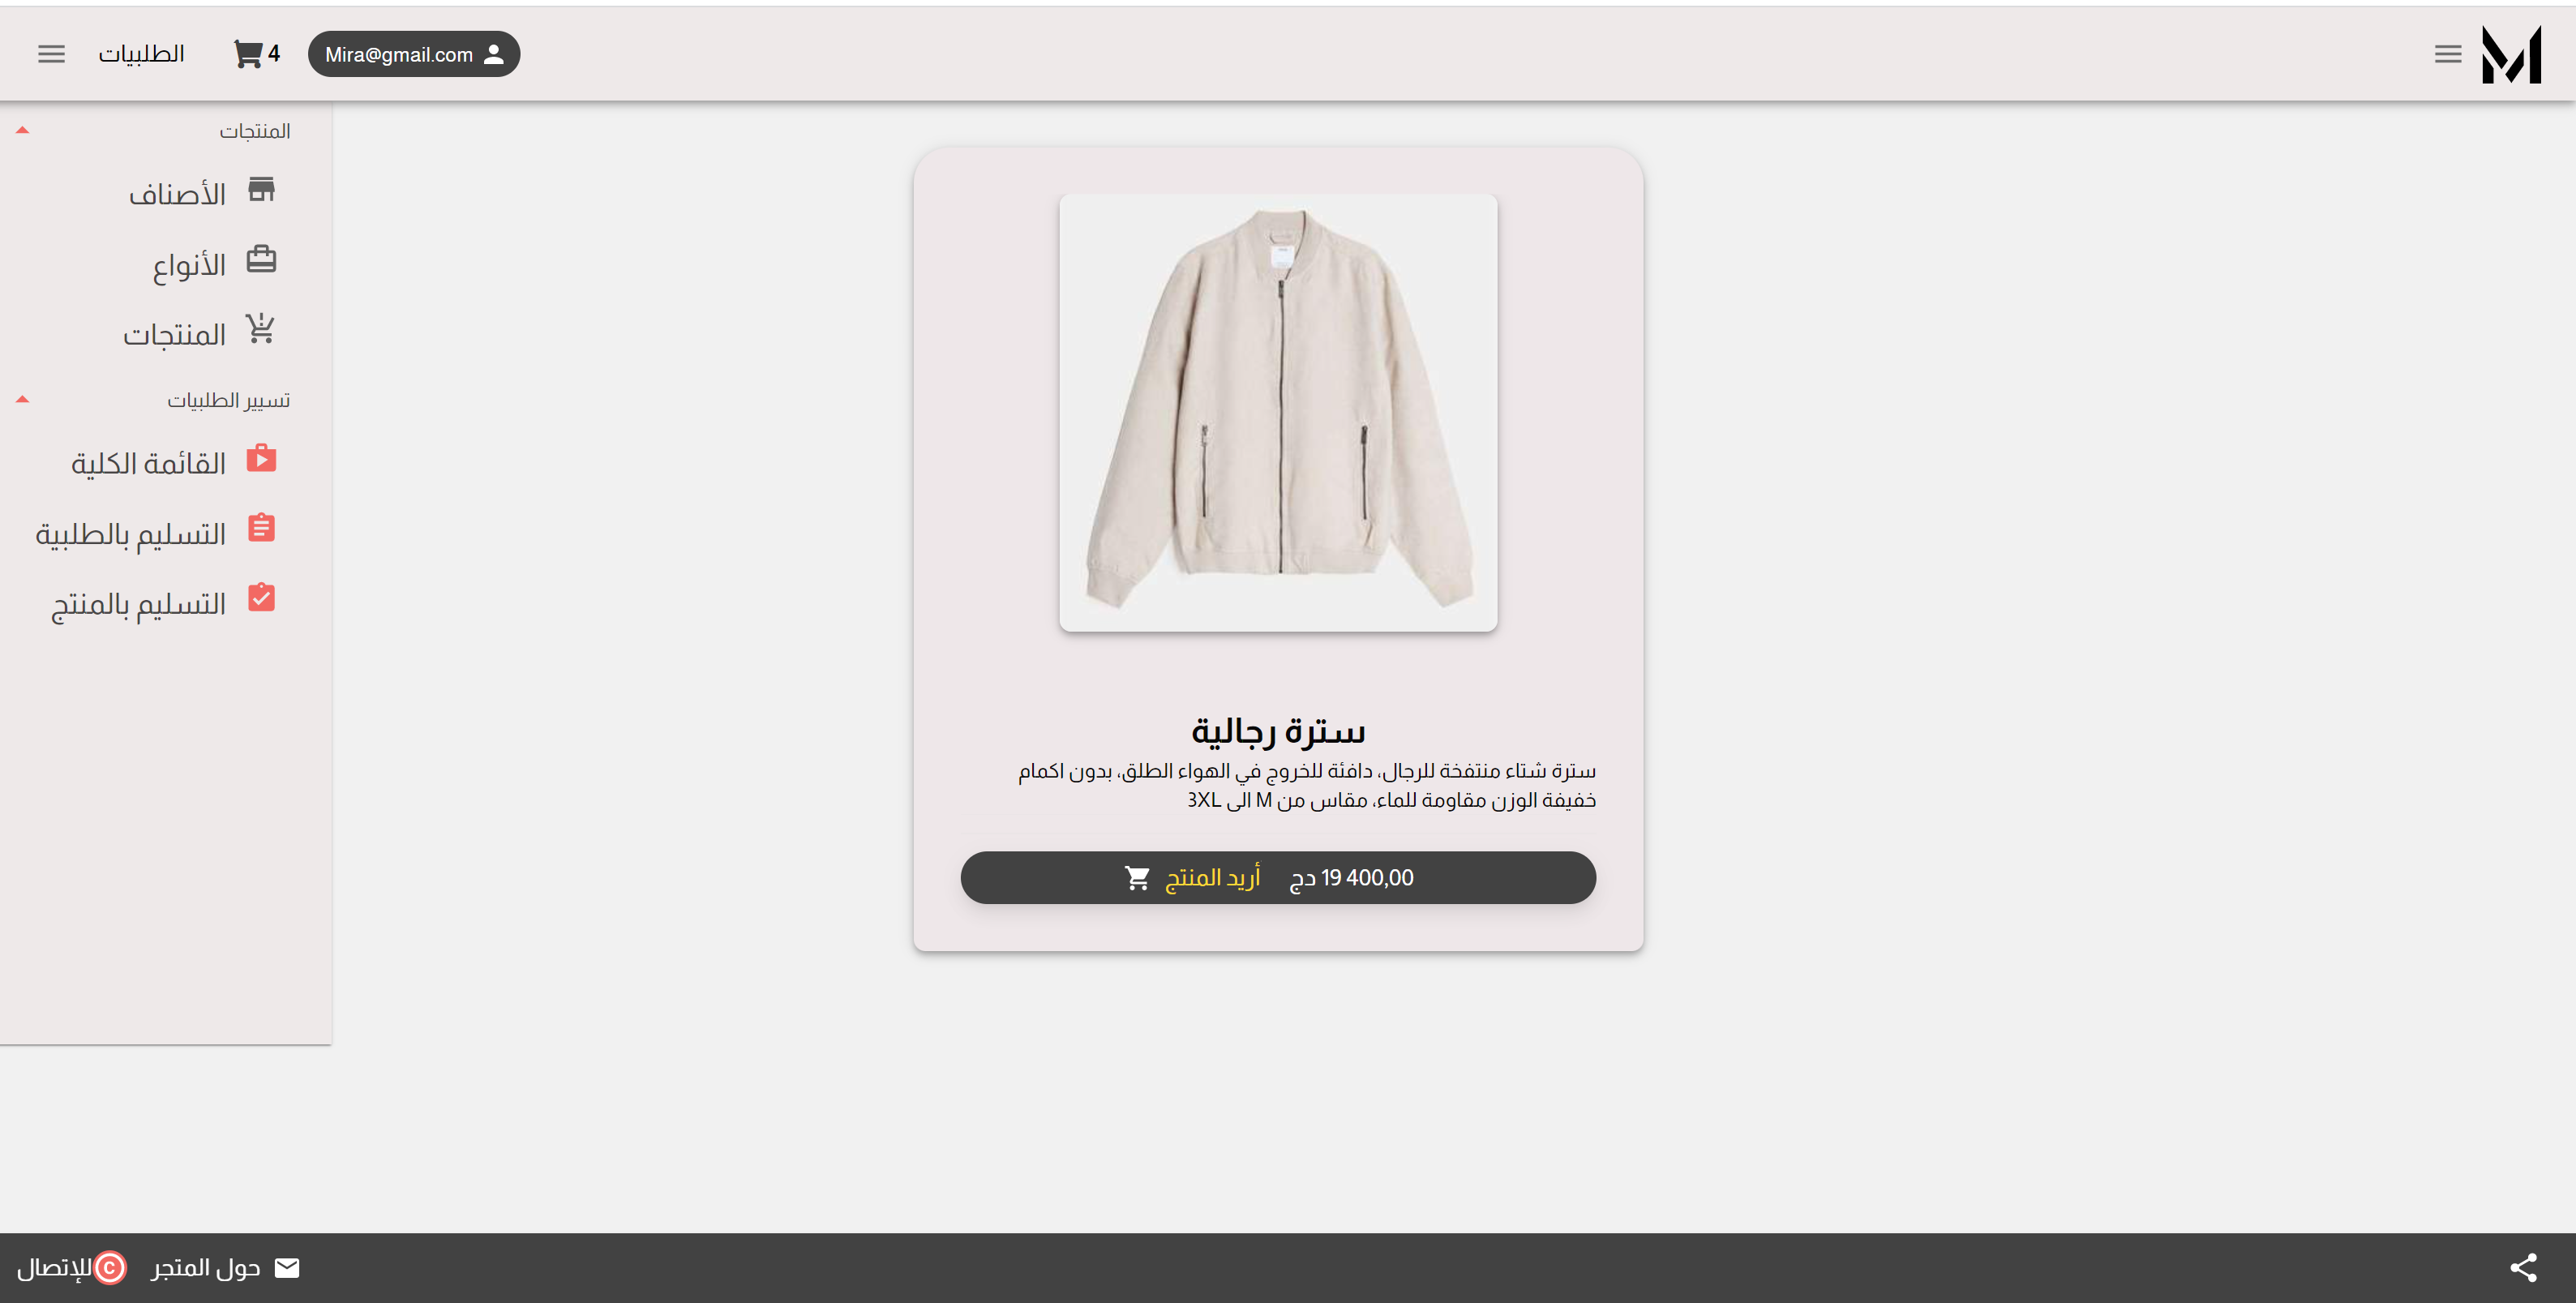 Mira@gmail.com
4
الطلبيات
المنتجات
الأصناف
الأنواع
المنتجات
تسيير الطلبيات
القائمة الكلية
التسليم بالطلبية
التسليم بالمنتج
سترة رجالية
سترة شتاء منتفخة للرجال، دافئة للخروج في الهواء الطلق، بدون اكمام
خفيفة الوزن مقاومة للماء، مقاس من M الى 3XL
19 400,00 دج أريد المنتج
حول المتجر
للإتصال